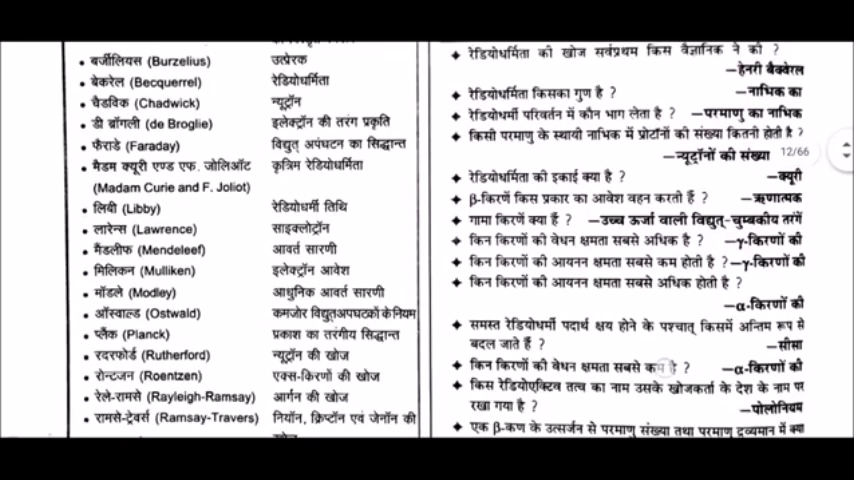 • बर्जीलियस (Burzelius) उत्प्रेरक
• बेकरेल (Becquerrel) रेडियोधर्मिता
• चैडविक (Chadwick) न्यूट्रॉन
• डी ब्रॉगली (de Broglie) इलेक्ट्रॉन की तरंग प्रकृति
• फैराडे (Faraday) विद्युत् अपघटन का सिद्धान्त
• मैडम क्यूरी एण्ड एफ. जोलिऑट कृत्रिम रेडियोधर्मिता
(Madam Curie and F. Joliot)
• लिबी (Libby) रेडियोधर्मी तिथि
• लारेन्स (Lawrence) साइक्लोट्रॉन
• मैंडलीफ (Mendeleef) आवर्त सारणी
• मिलिकन (Mulliken) इलेक्ट्रॉन आवेश
• मॉडले (Modley) आधुनिक आवर्त सारणी
• ऑस्वाल्ड (Ostwald) कमजोर विद्युतअपघटकों के नियम
• प्लैंक (Planck) प्रकाश का तरंगीय सिद्धान्त
• रदरफोर्ड (Rutherford) न्यूट्रॉन की खोज
• रोन्टजन (Roentzen) एक्स-किरणों की खोज
• रेले-रामसे (Rayleigh-Ramsay) आर्गन की खोज
• रामसे-ट्रेवर्स (Ramsay-Travers) नियॉन, क्रिप्टॉन एवं जेनॉन की
खोज
✦ रेडियोधर्मिता की खोज सर्वप्रथम किस वैज्ञानिक ने की ?
—हेनरी बैक्वेरल
✦ रेडियोधर्मिता किसका गुण है ? —नाभिक का
✦ रेडियोधर्मी परिवर्तन में कौन भाग लेता है ? —परमाणु का नाभिक
✦ किसी परमाणु के स्थायी नाभिक में प्रोटॉनों की संख्या कितनी होती है ?
—न्यूट्रॉनों की संख्या 12/66
✦ रेडियोधर्मिता की इकाई क्या है ? —क्यूरी
✦ β-किरणें किस प्रकार का आवेश वहन करती हैं ? —ऋणात्मक
✦ गामा किरणें क्या हैं ? —उच्च ऊर्जा वाली विद्युत्-चुम्बकीय तरंगें
✦ किन किरणों की वेधन क्षमता सबसे अधिक है ? —γ-किरणों की
✦ किन किरणों की आयनन क्षमता सबसे कम होती है ? —γ-किरणों की
✦ किन किरणों की आयनन क्षमता सबसे अधिक होती है ?
—α-किरणों की
✦ समस्त रेडियोधर्मी पदार्थ क्षय होने के पश्चात् किसमें अन्तिम रूप से
बदल जाते हैं ? —सीसा
✦ किन किरणों की वेधन क्षमता सबसे कम है ? —α-किरणों की
✦ किस रेडियोएक्टिव तत्व का नाम उसके खोजकर्ता के देश के नाम पर
रखा गया है ? —पोलोनियम
✦ एक β-कण के उत्सर्जन से परमाणु संख्या तथा परमाणु द्रव्यमान में क्या